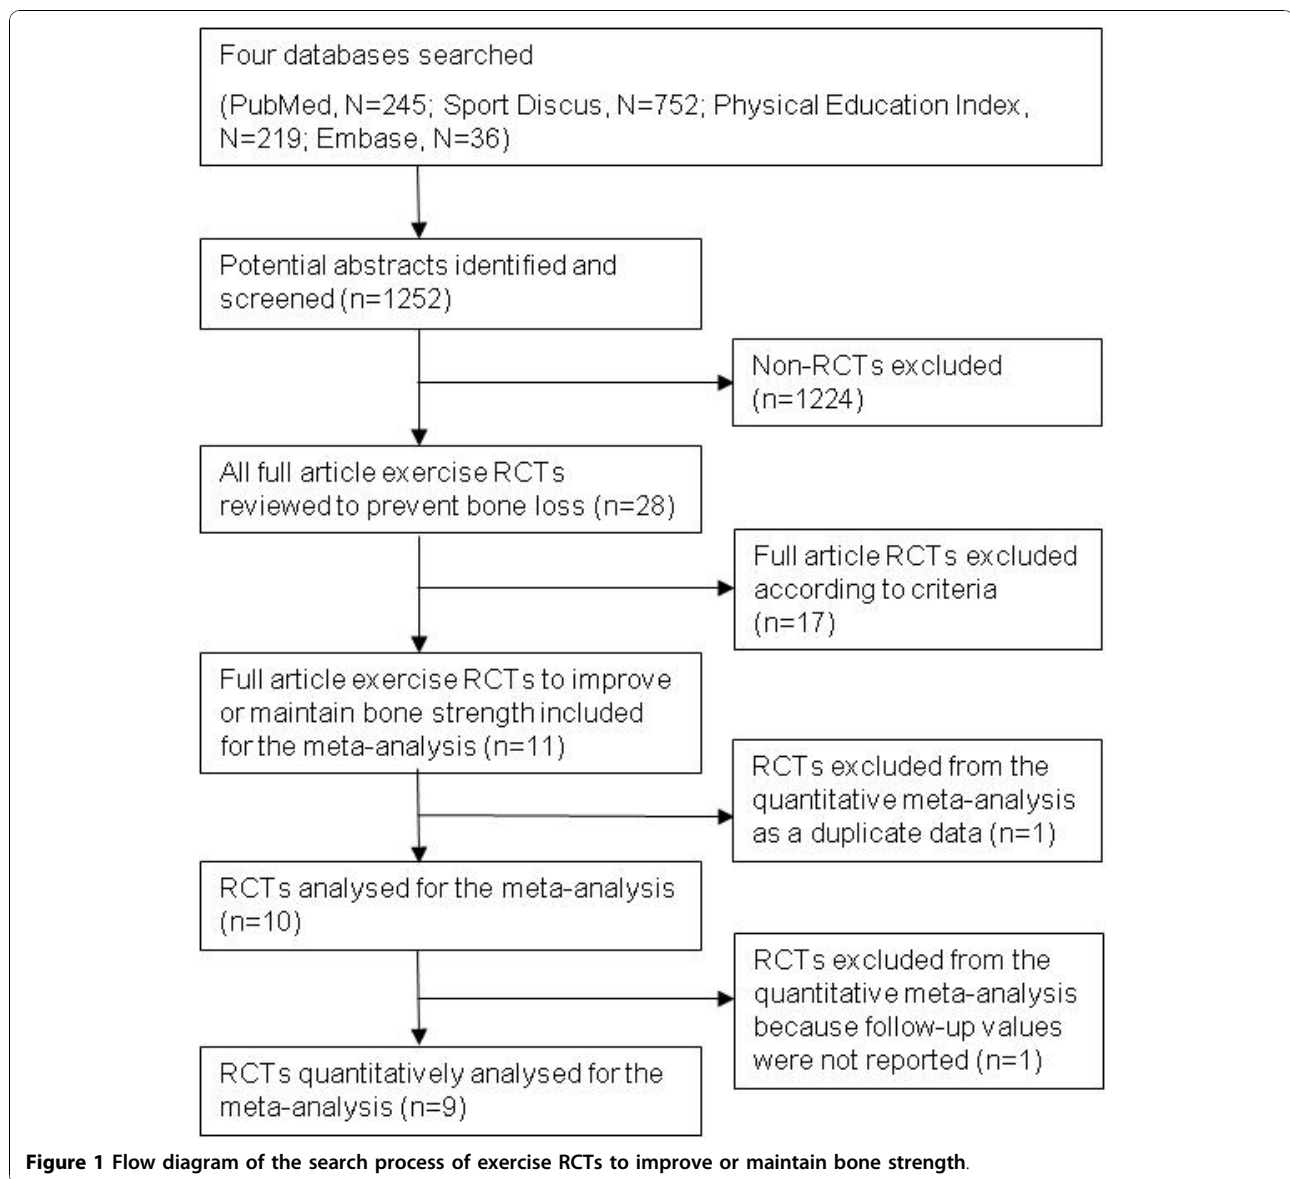 Four databases searched
(PubMed, N=245; Sport Discus, N=752; Physical Education Index,
N=219; Embase, N=36)
Potential abstracts identified and
screened (n=1252)
Non-RCTs excluded
(n=1224)
All full article exercise RCTs
reviewed to prevent bone loss (n=28)
Full article RCTs excluded
according to criteria
(n=17)
Full article exercise RCTs to improve
or maintain bone strength included
for the meta-analysis (n=11)
RCTs excluded from the
quantitative meta-analysis
as a duplicate data (n=1)
RCTs analysed for the meta-analysis
(n=10)
RCTs excluded from the
quantitative meta-analysis
because follow-up values
were not reported (n=1)
RCTs quantitatively analysed for the
meta-analysis (n=9)
Figure 1 Flow diagram of the search process of exercise RCTs to improve or maintain bone strength.